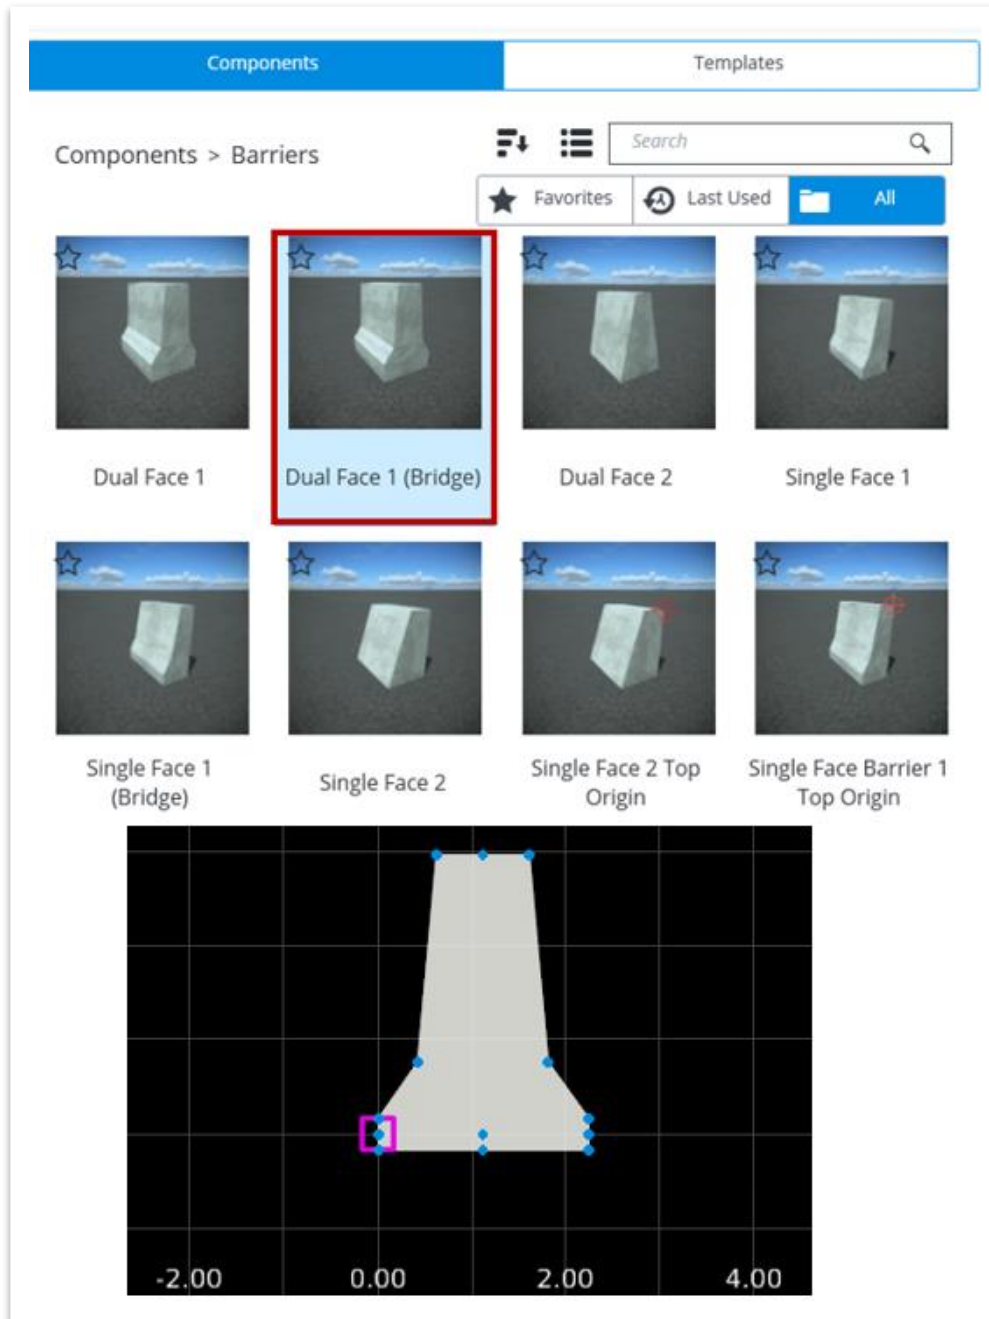 Components Templates
Components > Barriers Search
Favorites Last Used All
Dual Face 1 Dual Face 1 (Bridge) Dual Face 2 Single Face 1
Single Face 1 (Bridge)
Single Face 2
Single Face 2 Top Origin
Single Face Barrier 1 Top Origin
-2.00 0.00 2.00 4.00